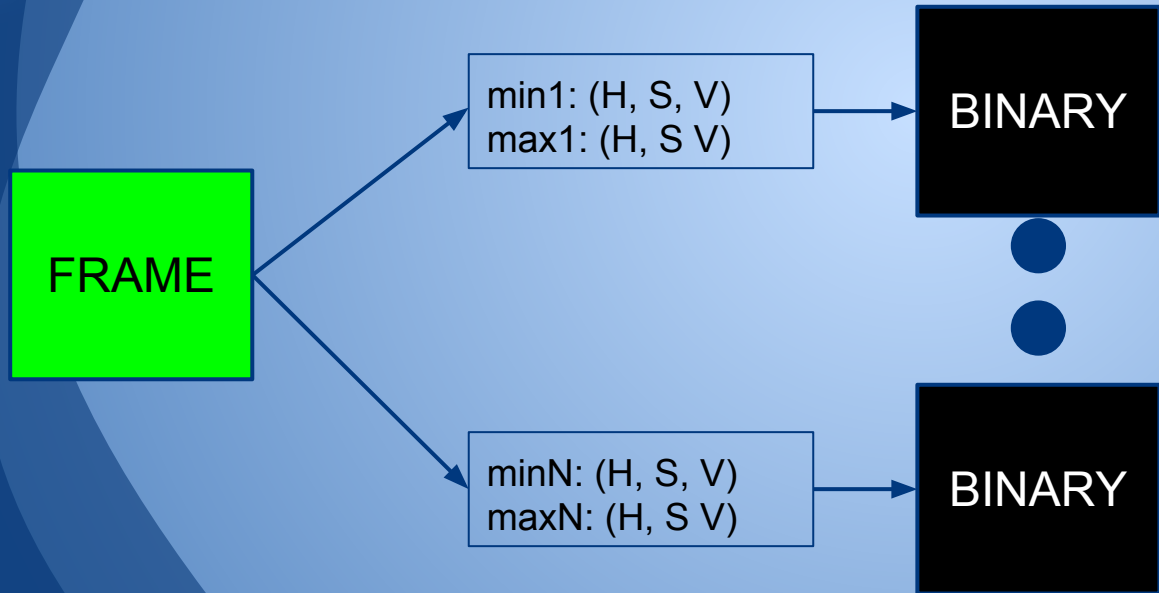 FRAME
min1: (H, S, V)
max1: (H, S V)
BINARY
minN: (H, S, V)
maxN: (H, S V)
BINARY